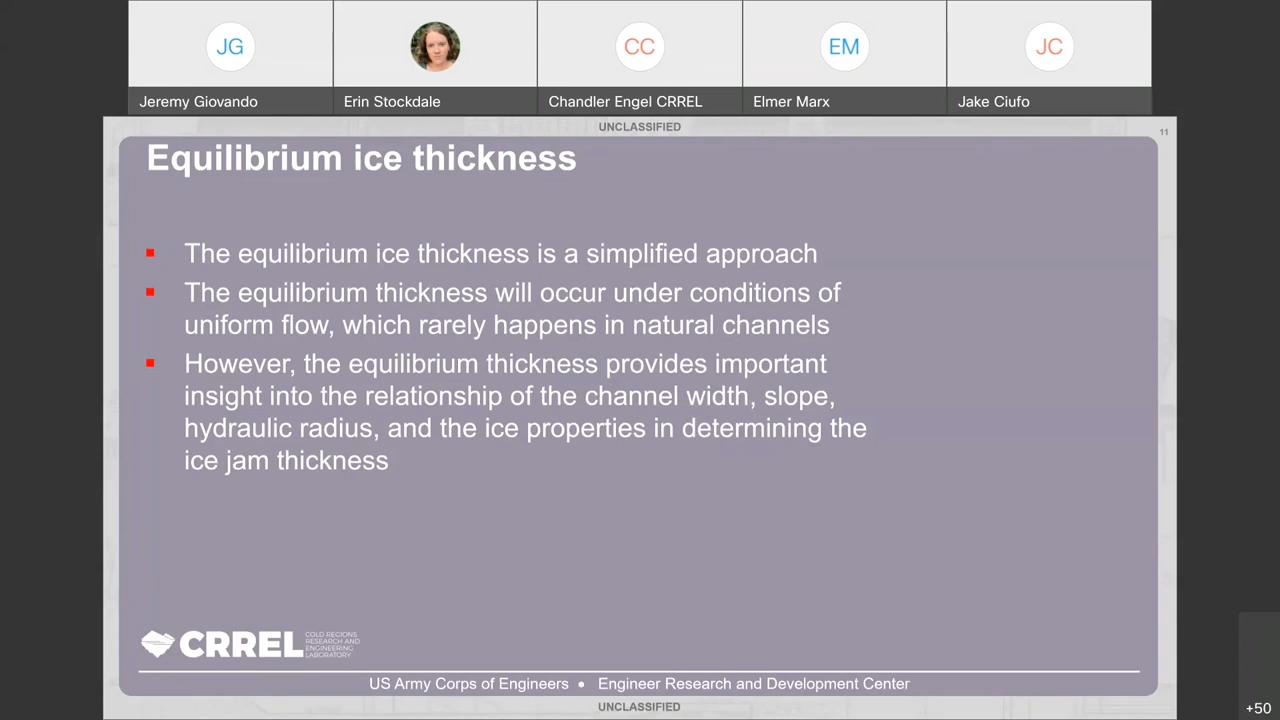 JG
CC
EM
JC
Jeremy Giovando
Erin Stockdale
Chandler Engel CRREL
Elmer Marx
Jake Ciufo
UNCLASSIFIED
11
Equilibrium ice thickness
The equilibrium ice thickness is a simplified approach
The equilibrium thickness will occur under conditions of
uniform flow, which rarely happens in natural channels
However, the equilibrium thickness provides important
insight into the relationship of the channel width, slope,
hydraulic radius, and the ice properties in determining the
ice jam thickness
CRREL
COLD REGIONS
RESEARCH AND
ENGINEERING
LABORATORY
US Army Corps of Engineers • Engineer Research and Development Center
UNCLASSIFIED
+50